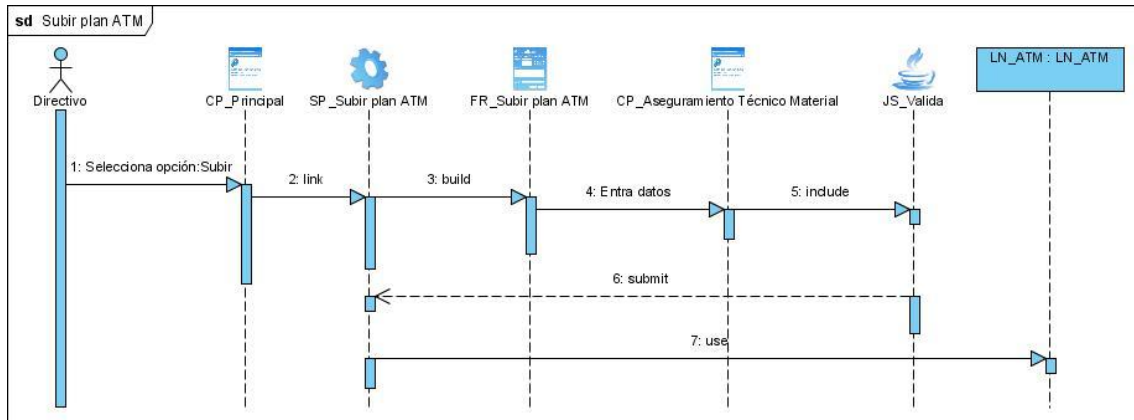 sd Subir plan ATM
LN_ATM : LN_ATM
Directivo
CP_Principal
SP_Subir plan ATM
FR_Subir plan ATM
CP_Aseguramiento Técnico Material
JS_Valida
1: Selecciona opción:Subir
2: link
3: build
4: Entra datos
5: include
6: submit
7: use